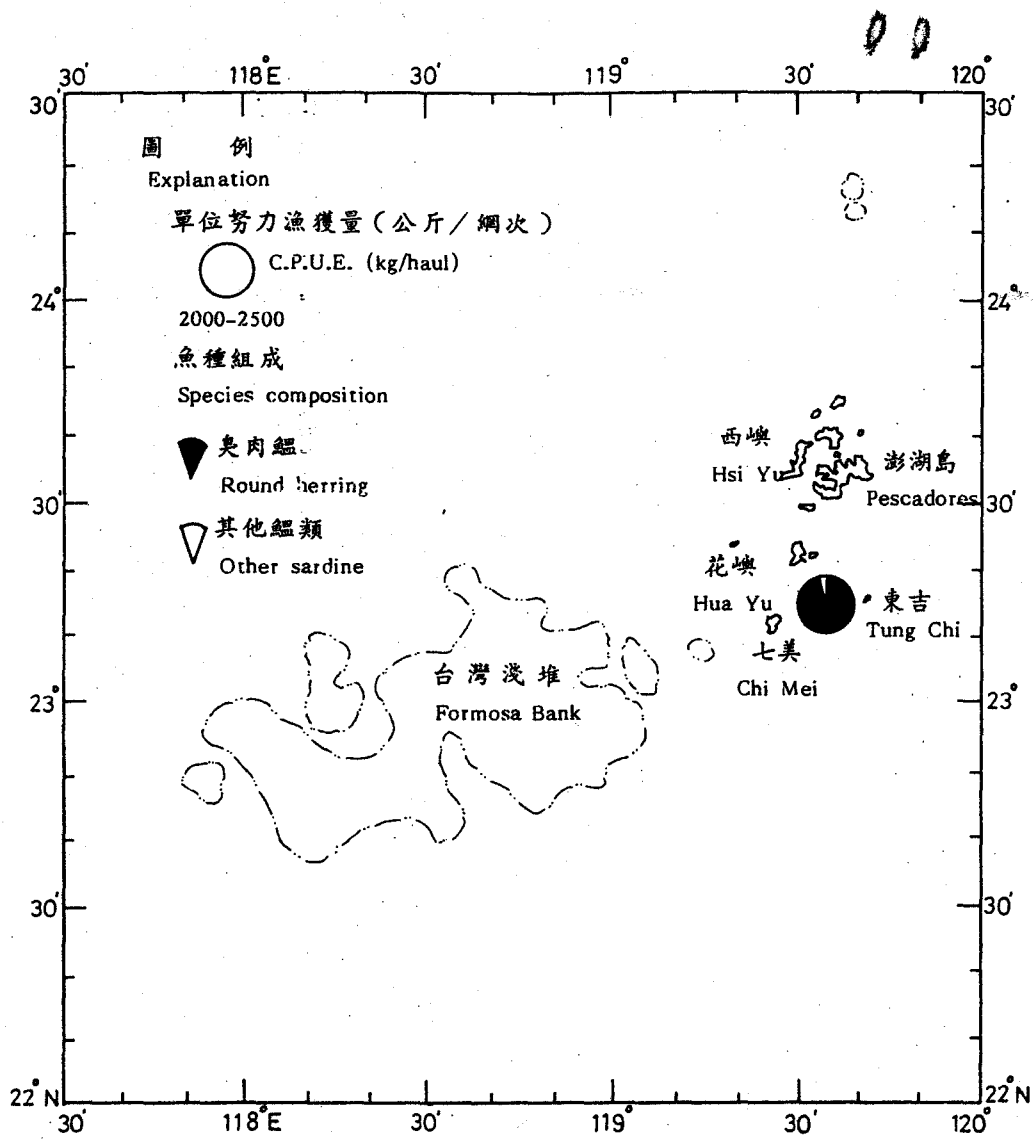 30′ 118°E 30′ 119° 30′ 120°
30′ 30′
圖 例
Explanation
單位努力漁獲量（公斤／網次）
C.P.U.E. (kg/haul)
24° 24°
2000-2500
魚種組成
Species composition
臭肉鰮
Round herring
其他鰮類
Other sardine
西嶼
Hsi Yu
澎湖島
Pescadores
30′ 30′
花嶼
Hua Yu
東吉
Tung Chi
七美
Chi Mei
台灣淺堆
Formosa Bank
23° 23°
30′ 30′
22°N 22°N
30′ 118°E 30′ 119° 30′ 120°